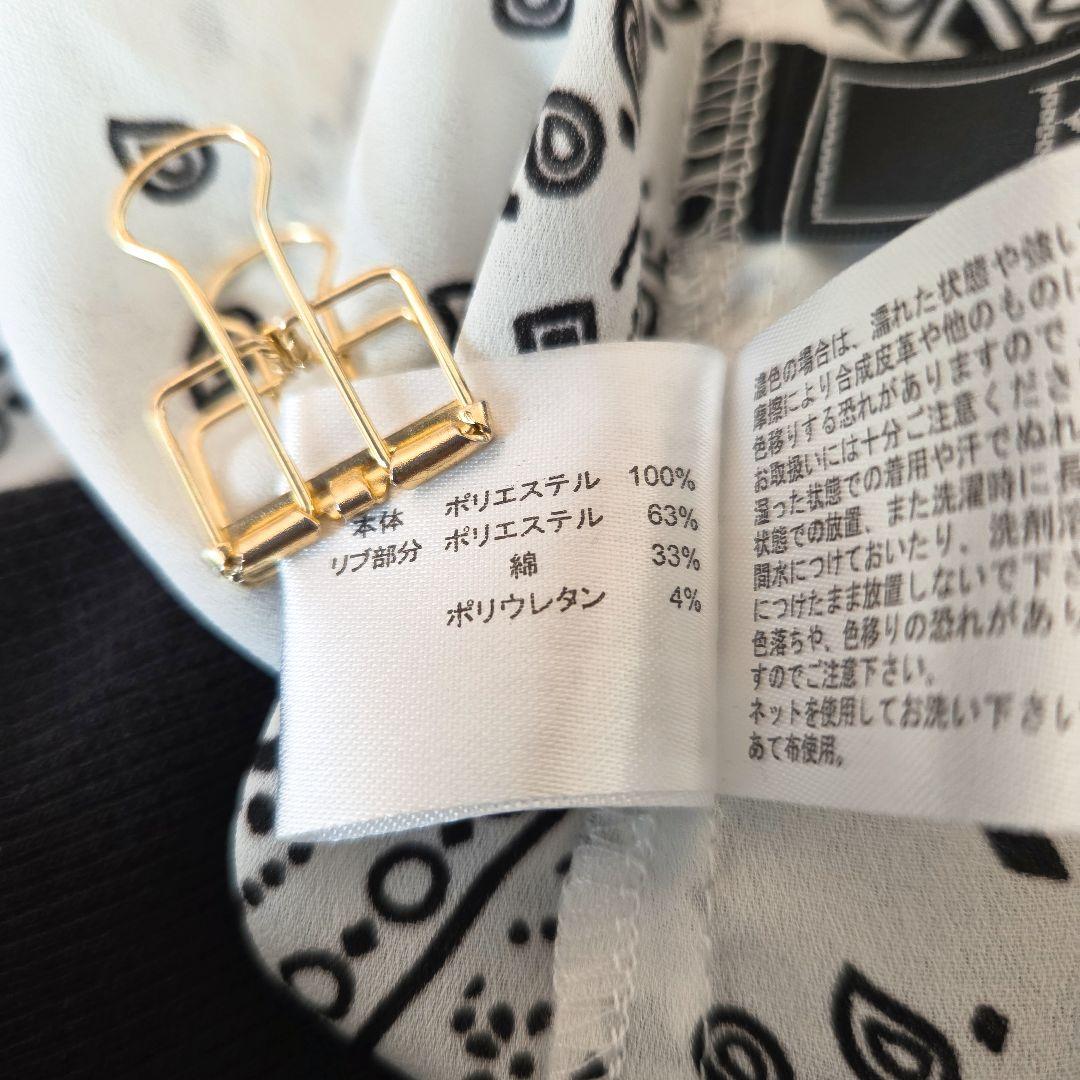 本体 ポリエステル 100%
リブ部分 ポリエステル 63%
綿 33%
ポリウレタン 4%
濃色の場合は、濡れた状態や強い
摩擦により合成皮革や他のものに
色移りする恐れがありますので
お取扱いには十分ご注意くださ
湿った状態での着用や汗でぬれ
状態での放置、また洗濯時に長
間水につけておいたり、洗剤溶
につけたまま放置しないで下さ
色落ちや、色移りの恐れがあり
すのでご注意下さい。
ネットを使用してお洗い下さい
あて布使用。